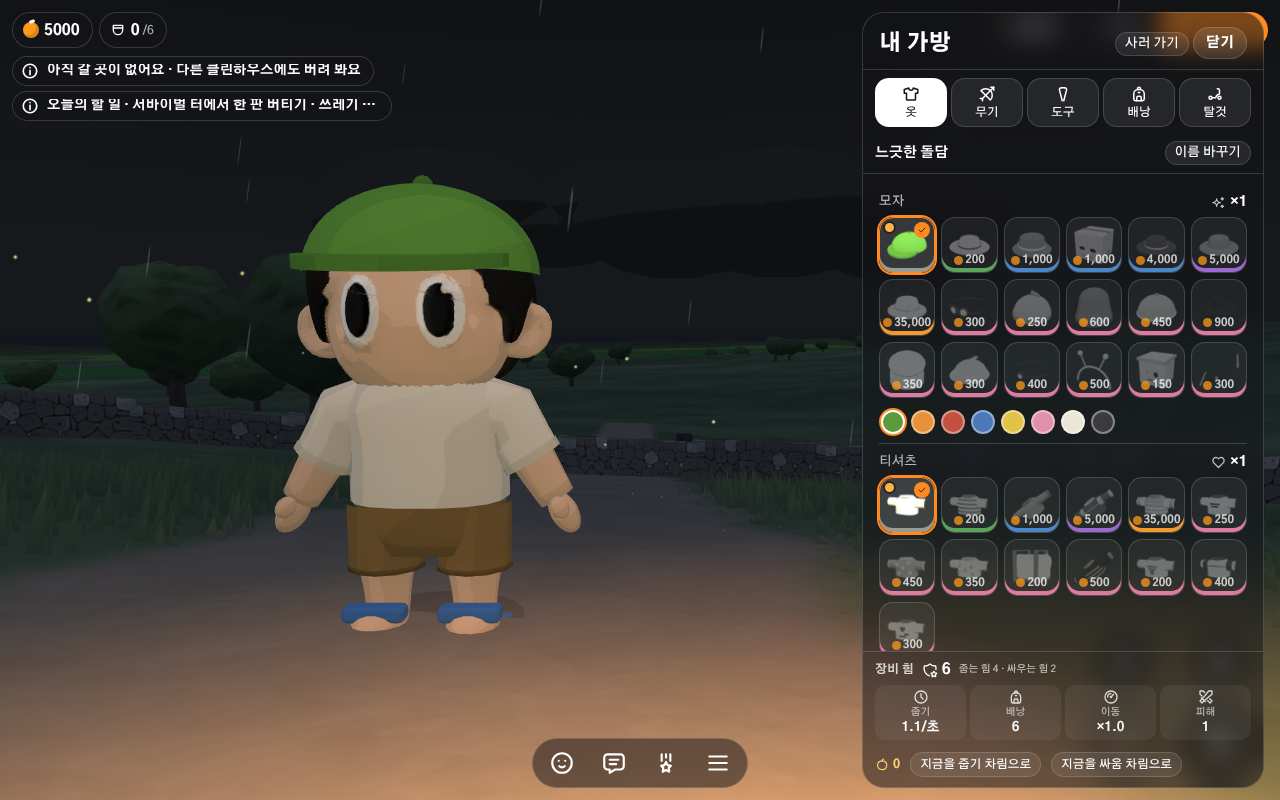 5000
0 /6
아직 갈 곳이 없어요 · 다른 클린하우스에도 버려 봐요
오늘의 할 일 · 서바이벌 터에서 한 판 버티기 · 쓰레기 ···
내 가방
사러 가기
닫기
옷
무기
도구
배낭
탈것
느긋한 돌담
이름 바꾸기
모자
×1
200
1,000
1,000
4,000
5,000
35,000
300
250
600
450
900
350
300
400
500
150
300
티셔츠
×1
200
1,000
5,000
35,000
250
450
350
200
500
200
400
300
장비 힘
6
줍는 힘 4 · 싸우는 힘 2
줍기
1.1/초
배낭
6
이동
×1.0
피해
1
0
지금을 줍기 차림으로
지금을 싸움 차림으로